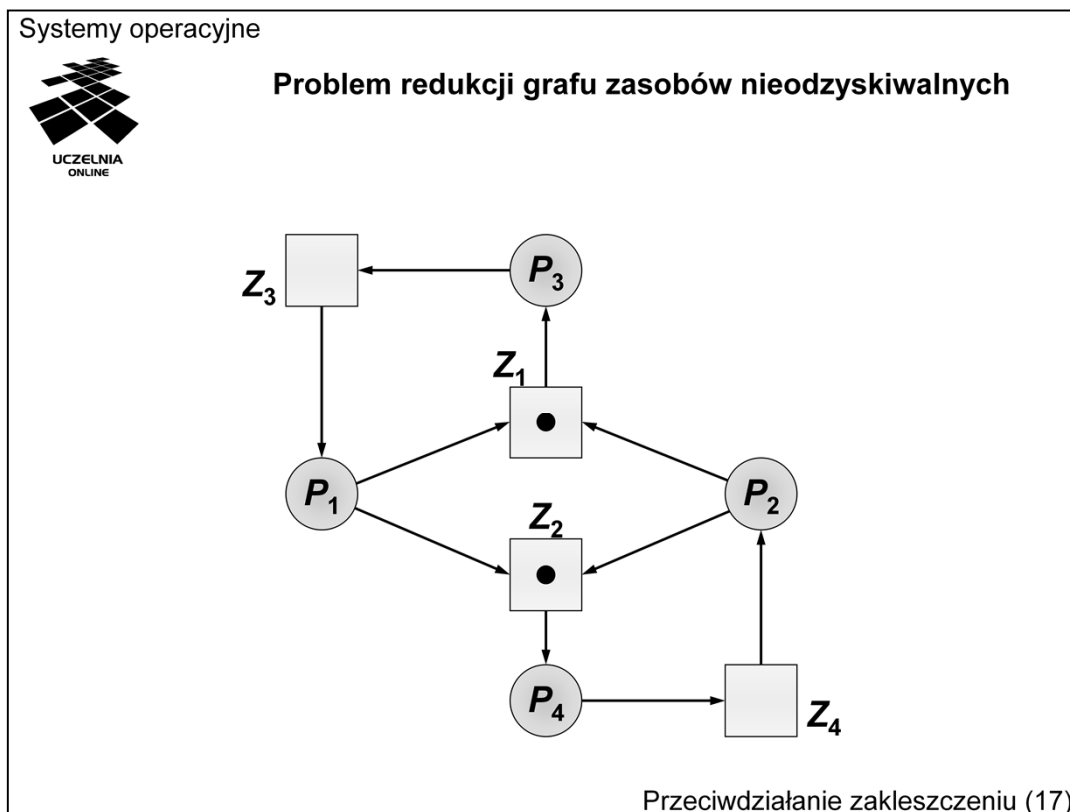 Systemy operacyjne
Problem redukcji grafu zasobów nieodzyskiwalnych
UCZELNIA
ONLINE
P3
Z3
Z1
P1
P2
Z2
P4
Z4
Przeciwdziałanie zakleszczeniu (17)